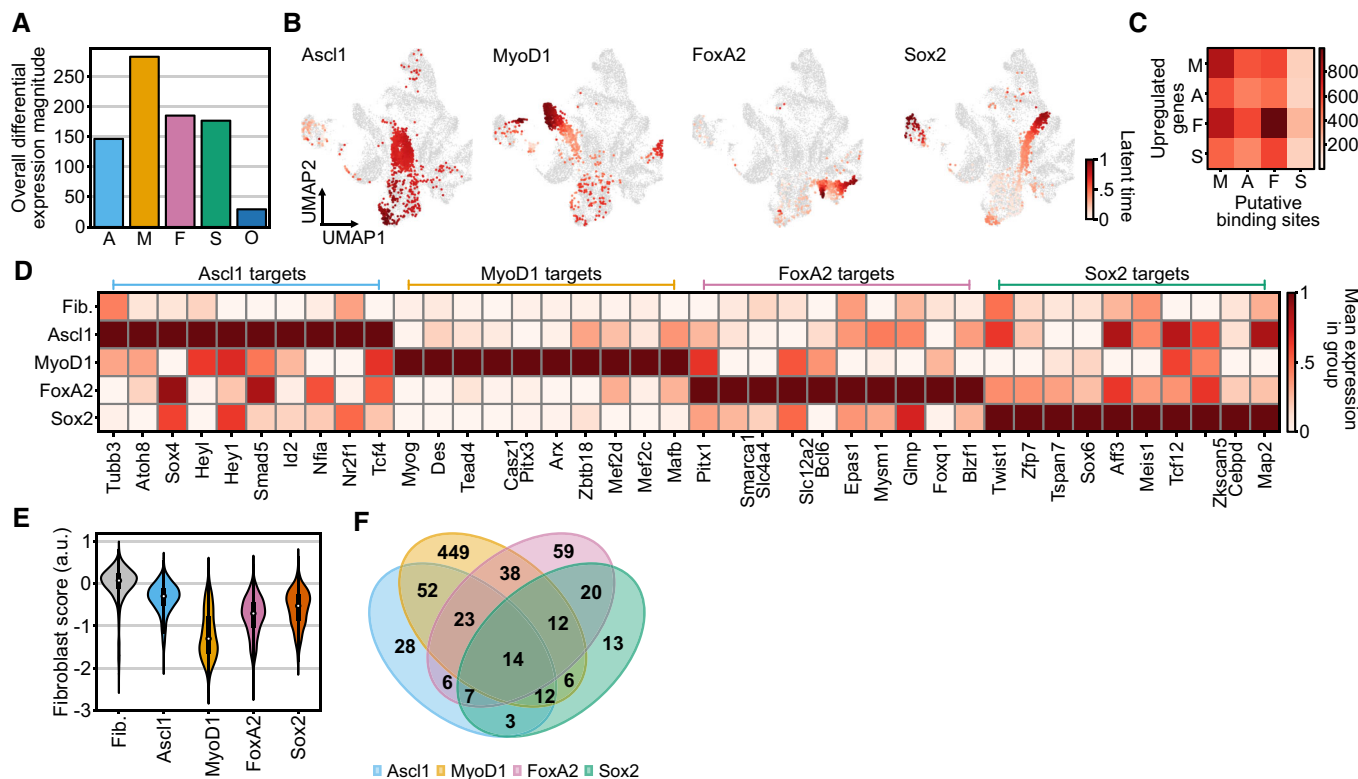 A
Overall differential
expression magnitude
250
200
150
100
50
0
A M F S O
B
Ascl1 MyoD1 FoxA2 Sox2
UMAP2
UMAP1
Latent time
1
.5
0
C
Upregulated
genes
M
A
F
S
M A F S
Putative
binding sites
800
600
400
200
D
Ascl1 targets MyoD1 targets FoxA2 targets Sox2 targets
Fib.
Ascl1
MyoD1
FoxA2
Sox2
Tubb3
Atoh8
Sox4
Heyl
Hey1
Smad5
Id2
Nfia
Nr2f1
Tcf4
Myog
Des
Tead4
Casz1
Pitx3
Arx
Zbtb18
Mef2d
Mef2c
Mafb
Pitx1
Smarca1
Slc4a4
Slc12a2
Bcl6
Epas1
Mysm1
Glmp
Foxq1
Blzf1
Twist1
Zfp7
Tspan7
Sox6
Aff3
Meis1
Tcf12
Zkscan5
Cebpd
Map2
1
.5
0
Mean expression
in group
E
Fibroblast score (a.u.)
1
0
-1
-2
-3
Fib.
Ascl1
MyoD1
FoxA2
Sox2
F
449 59
52 38 20
23 12
28 14 13
6 7 12 6
3
Ascl1 MyoD1 FoxA2 Sox2